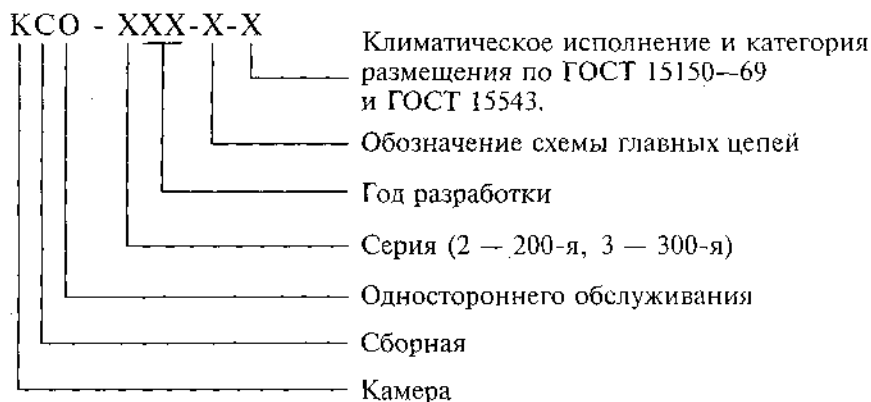 КСО - ХХХ-Х-Х
Климатическое исполнение и категория
размещения по ГОСТ 15150—69
и ГОСТ 15543.
Обозначение схемы главных цепей
Год разработки
Серия (2 — 200-я, 3 — 300-я)
Одностороннего обслуживания
Сборная
Камера